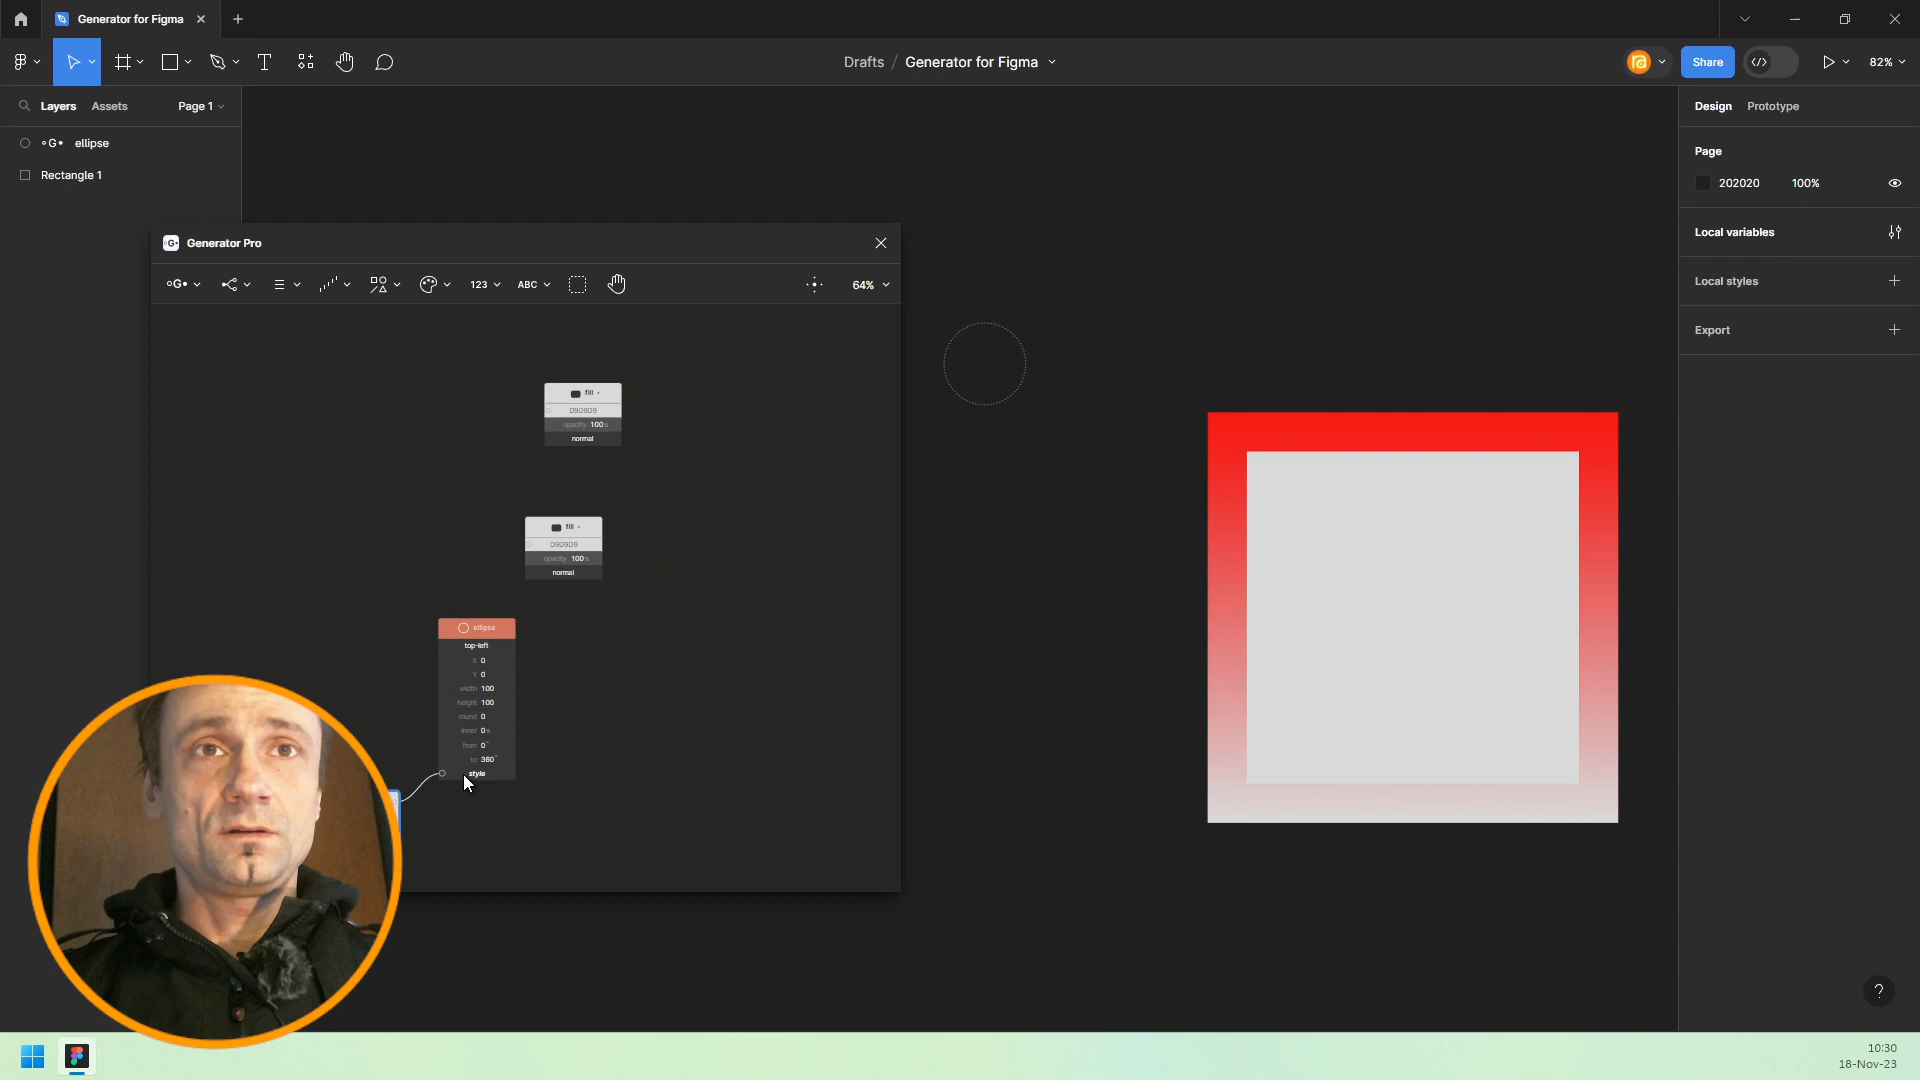 Generator for Figma
Drafts / Generator for Figma
Share
82%
Layers Assets Page 1
Design Prototype
∘G• ellipse
Rectangle 1
Page
202020 100%
Local variables
Local styles
Export
∘G• Generator Pro
∘G• 123 ABC 64%
fill
D9D9D9
opacity 100%
normal
fill
D9D9D9
opacity 100%
normal
ellipse
top-left
X 0
Y 0
width 100
height 100
round 0
inner 0%
from 0°
to 360°
style
?
10:30
18-Nov-23